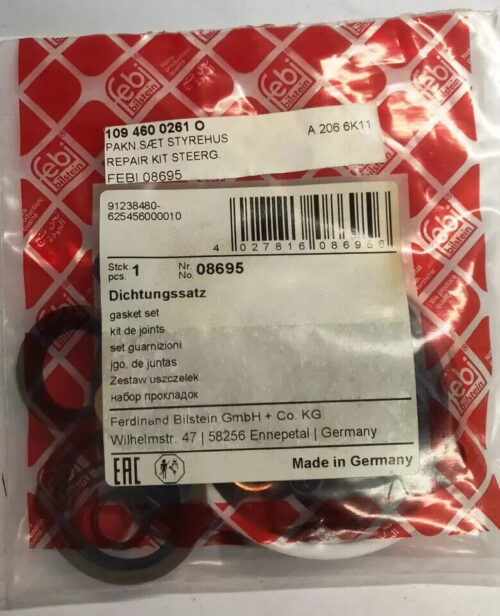 febi
bilstein
109 460 0261 O
A 206 6K11
PAKN.SÆT STYREHUS
REPAIR KIT STEERG.
FEBI 08695
91238480-
625456000010
4 027816 086956
Stck. 1 Nr. 08695
pcs. No.
Dichtungssatz
gasket set
kit de joints
set guarnizioni
jgo. de juntas
Zestaw uszczelek
набор прокладок
Ferdinand Bilstein GmbH + Co. KG
Wilhelmstr. 47 | 58256 Ennepetal | Germany
EAC
Made in Germany